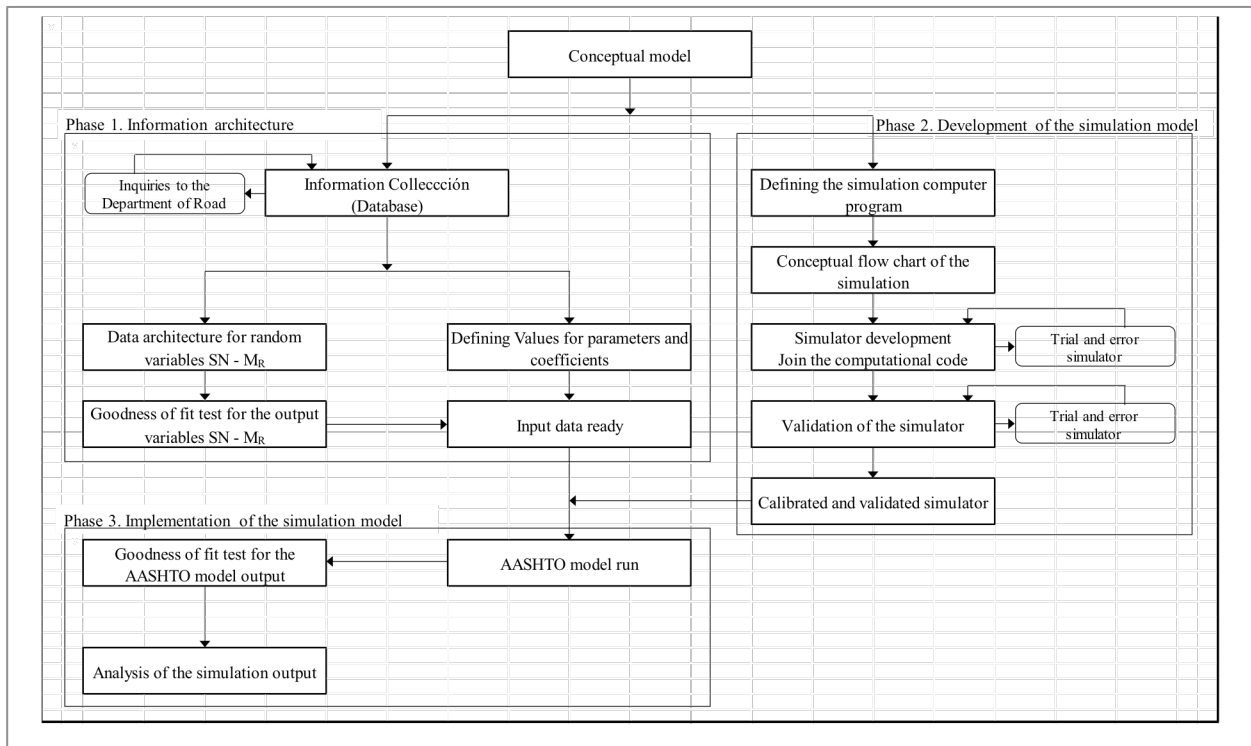 Conceptual model
Phase 1. Information architecture
Inquiries to the
Department of Road
Information Colleccción
(Database)
Data architecture for random
variables SN - MR
Defining Values for parameters and
coefficients
Goodness of fit test for the output
variables SN - MR
Input data ready
Phase 2. Development of the simulation model
Defining the simulation computer
program
Conceptual flow chart of the
simulation
Simulator development
Join the computational code
Trial and error
simulator
Validation of the simulator
Trial and error
simulator
Calibrated and validated simulator
Phase 3. Implementation of the simulation model
Goodness of fit test for the
AASHTO model output
AASHTO model run
Analysis of the simulation output